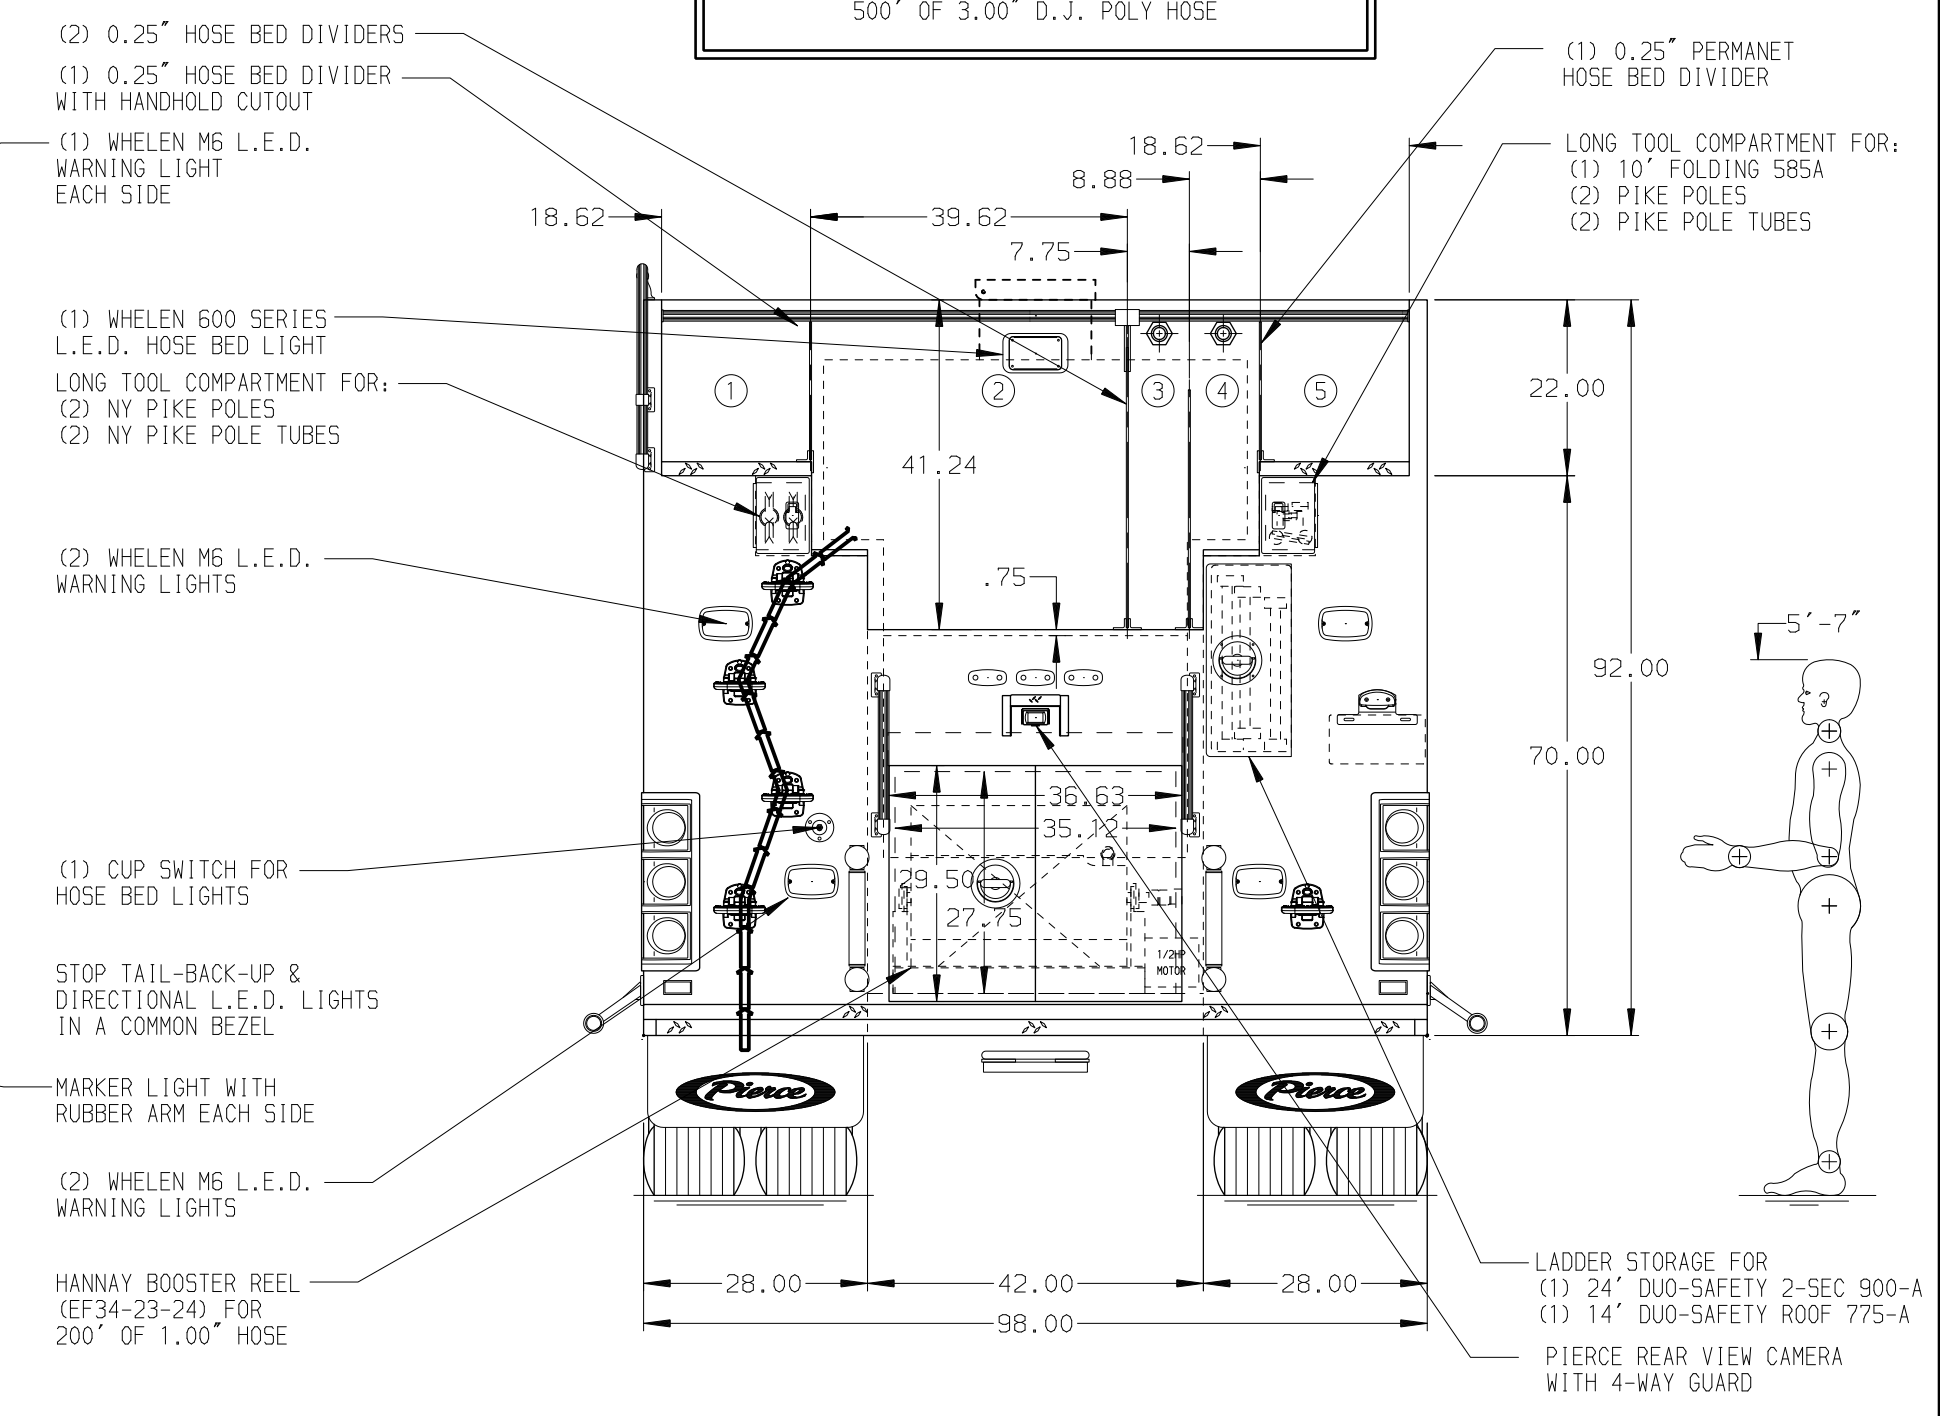 500' OF 3.00" D.J. POLY HOSE
(2) 0.25" HOSE BED DIVIDERS
(1) 0.25" HOSE BED DIVIDER
WITH HANDHOLD CUTOUT
(1) WHELEN M6 L.E.D.
WARNING LIGHT
EACH SIDE
(1) WHELEN 600 SERIES
L.E.D. HOSE BED LIGHT
LONG TOOL COMPARTMENT FOR:
(2) NY PIKE POLES
(2) NY PIKE POLE TUBES
(2) WHELEN M6 L.E.D.
WARNING LIGHTS
(1) CUP SWITCH FOR
HOSE BED LIGHTS
STOP TAIL-BACK-UP &
DIRECTIONAL L.E.D. LIGHTS
IN A COMMON BEZEL
MARKER LIGHT WITH
RUBBER ARM EACH SIDE
(2) WHELEN M6 L.E.D.
WARNING LIGHTS
HANNAY BOOSTER REEL
(EF34-23-24) FOR
200' OF 1.00" HOSE
18.62
8.88
18.62
39.62
7.75
1
2
3
4
5
41.24
.75
36.63
35.12
29.50
27.75
1/2HP
MOTOR
Pierce
Pierce
28.00
42.00
28.00
98.00
(1) 0.25" PERMANET
HOSE BED DIVIDER
LONG TOOL COMPARTMENT FOR:
(1) 10' FOLDING 585A
(2) PIKE POLES
(2) PIKE POLE TUBES
22.00
92.00
70.00
5'-7"
LADDER STORAGE FOR
(1) 24' DUO-SAFETY 2-SEC 900-A
(1) 14' DUO-SAFETY ROOF 775-A
PIERCE REAR VIEW CAMERA
WITH 4-WAY GUARD